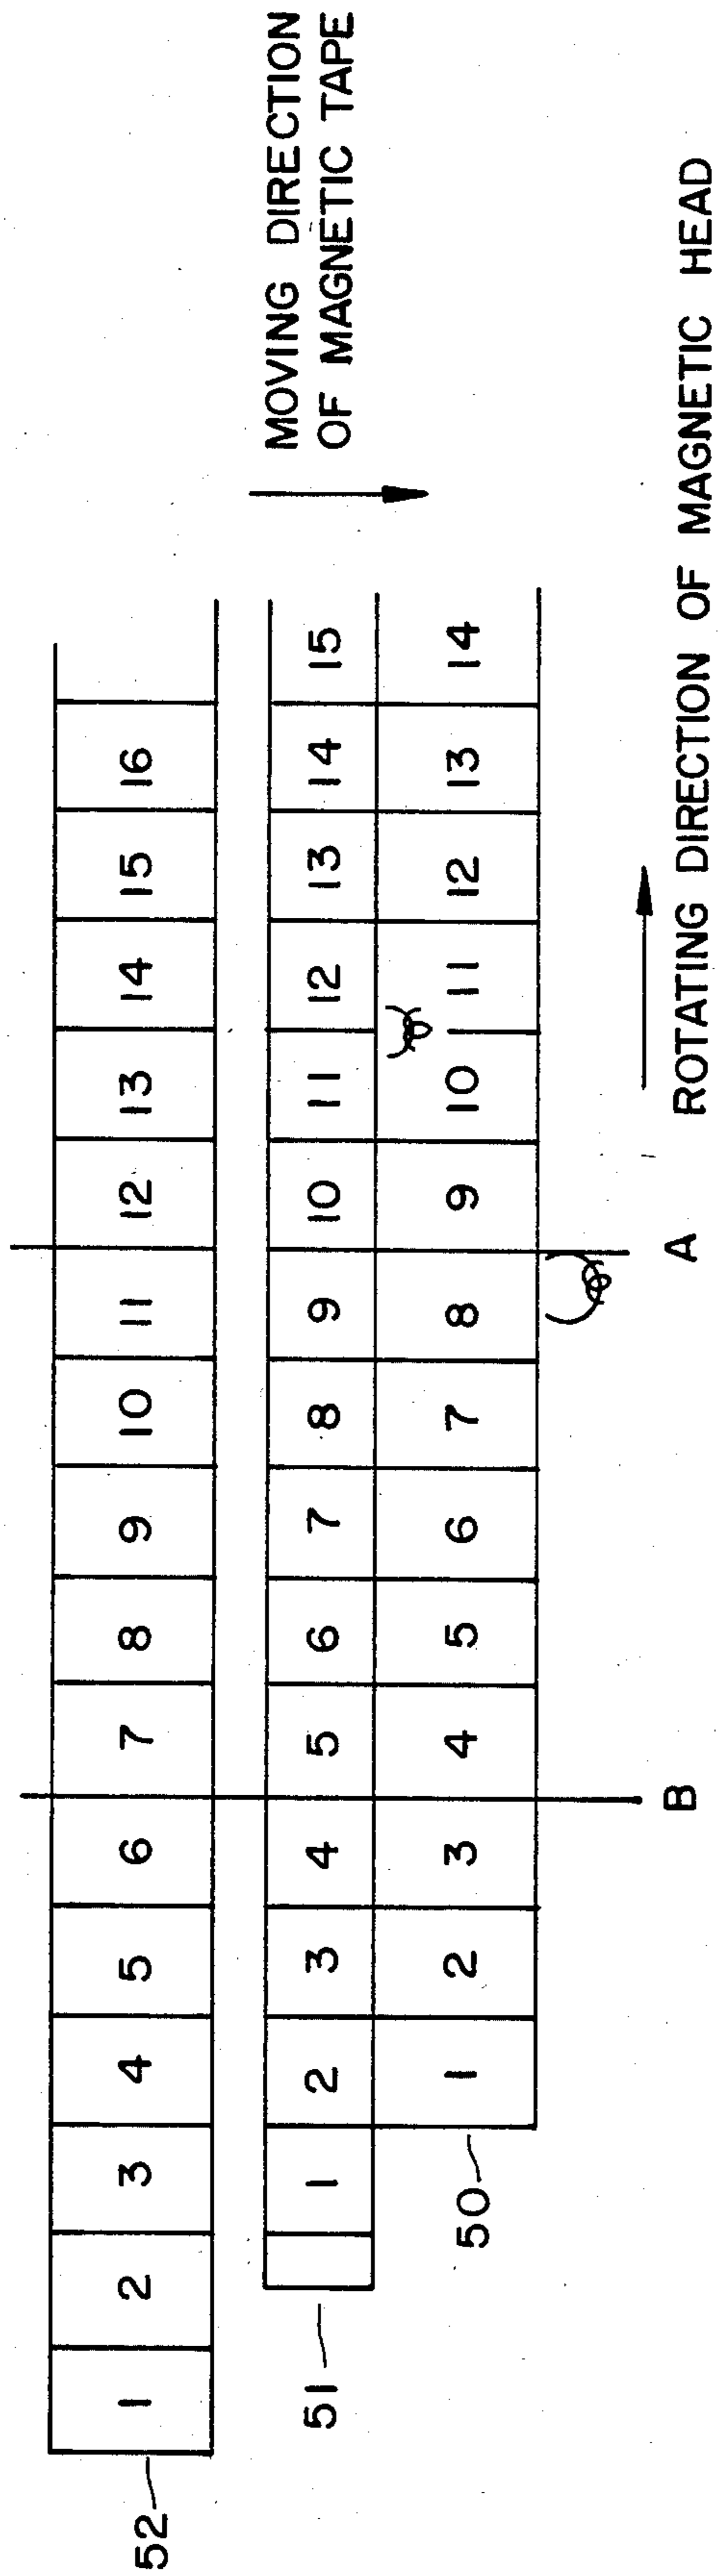 52 1 2 3 4 5 6 7 8 9 10 11 12 13 14 15 16
MOVING DIRECTION
OF MAGNETIC TAPE
51 1 2 3 4 5 6 7 8 9 10 11 12 13 14 15
50 1 2 3 4 5 6 7 8 9 10 11 12 13 14
B A
ROTATING DIRECTION OF MAGNETIC HEAD